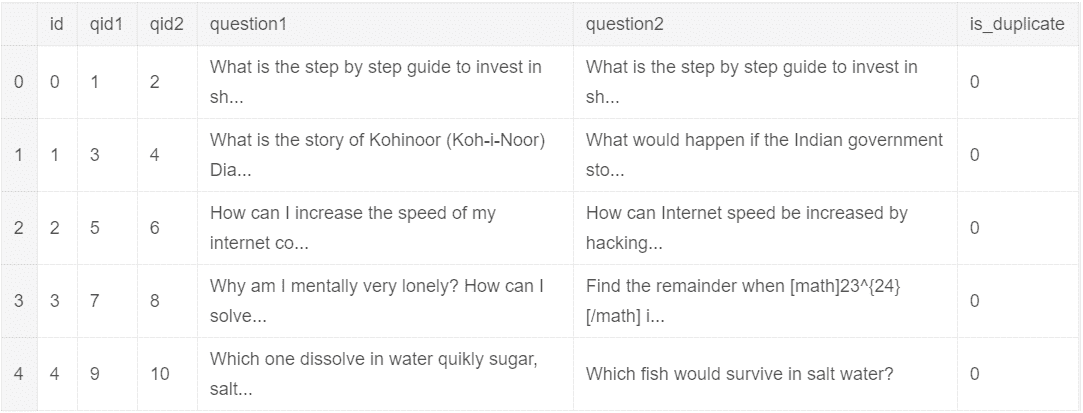 id qid1 qid2 question1 question2 is_duplicate
0 0 1 2 What is the step by step guide to invest in sh... What is the step by step guide to invest in sh... 0
1 1 3 4 What is the story of Kohinoor (Koh-i-Noor) Dia... What would happen if the Indian government sto... 0
2 2 5 6 How can I increase the speed of my internet co... How can Internet speed be increased by hacking... 0
3 3 7 8 Why am I mentally very lonely? How can I solve... Find the remainder when [math]23^{24}[/math] i... 0
4 4 9 10 Which one dissolve in water quikly sugar, salt... Which fish would survive in salt water? 0